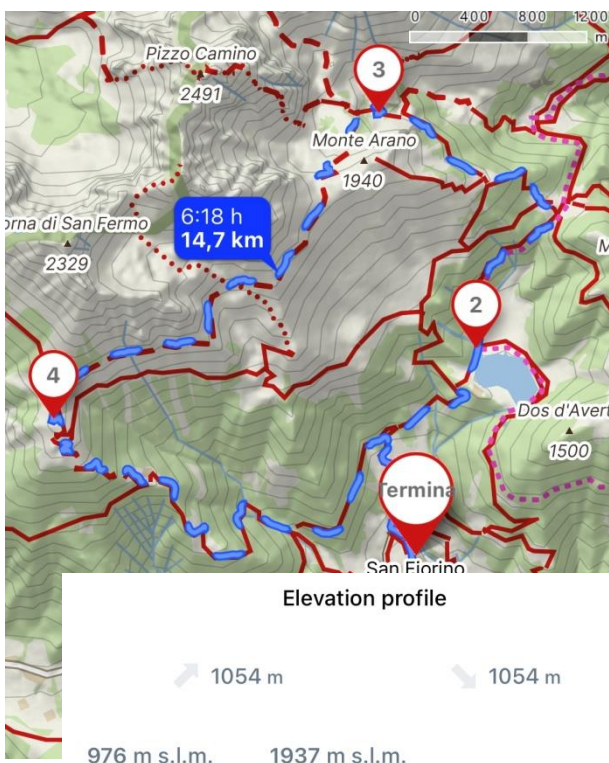 0 400 800 1200
m
Pizzo Camino
2491
3
Monte Arano
1940
6:18 h
14,7 km
orna di San Fermo
2329
M
2
4
Dos d'Avert
1500
Termina
San Fiorino
Elevation profile
1054 m
1054 m
976 m s.l.m.
1937 m s.l.m.